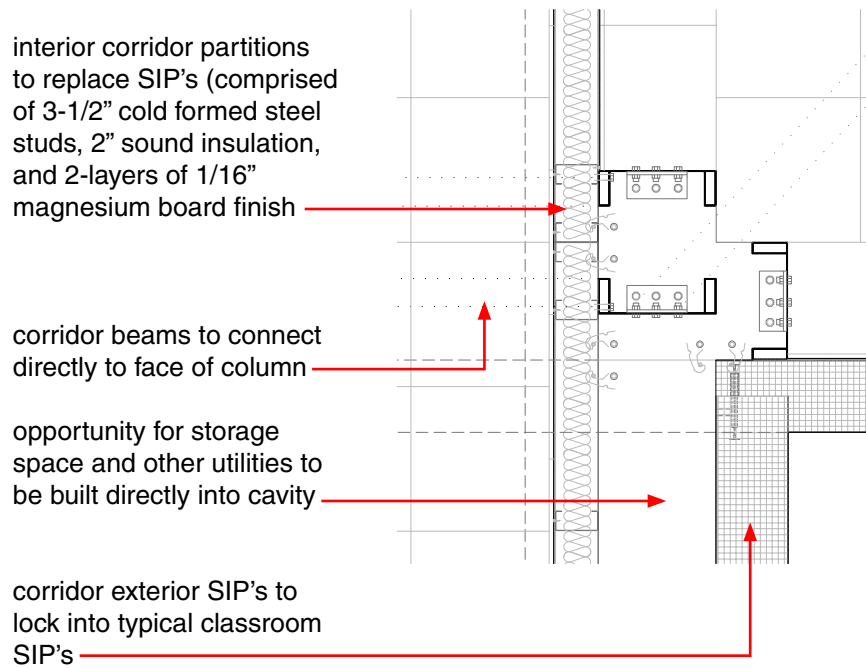 interior corridor partitions
to replace SIP’s (comprised
of 3-1/2” cold formed steel
studs, 2” sound insulation,
and 2-layers of 1/16”
magnesium board finish
corridor beams to connect
directly to face of column
opportunity for storage
space and other utilities to
be built directly into cavity
corridor exterior SIP’s to
lock into typical classroom
SIP’s